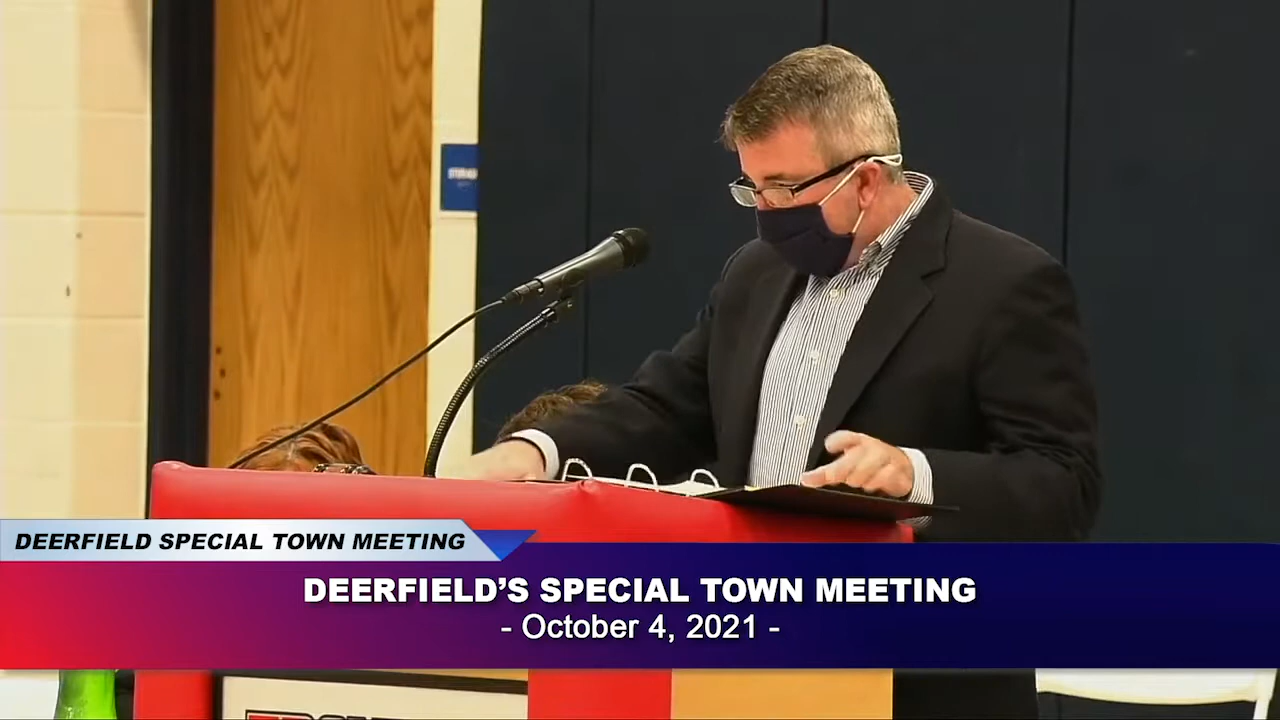 DEERFIELD SPECIAL TOWN MEETING
DEERFIELD'S SPECIAL TOWN MEETING
- October 4, 2021 -